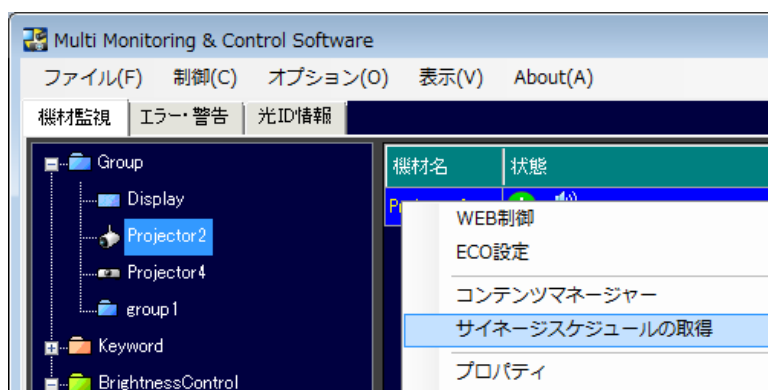 Multi Monitoring & Control Software
ファイル(F) 制御(C) オプション(O) 表示(V) About(A)
機材監視 エラー・警告 光ID情報
Group
Display
Projector2
Projector4
group1
Keyword
BrightnessControl
機材名 状態
WEB制御
ECO設定
コンテンツマネージャー
サイネージスケジュールの取得
プロパティ